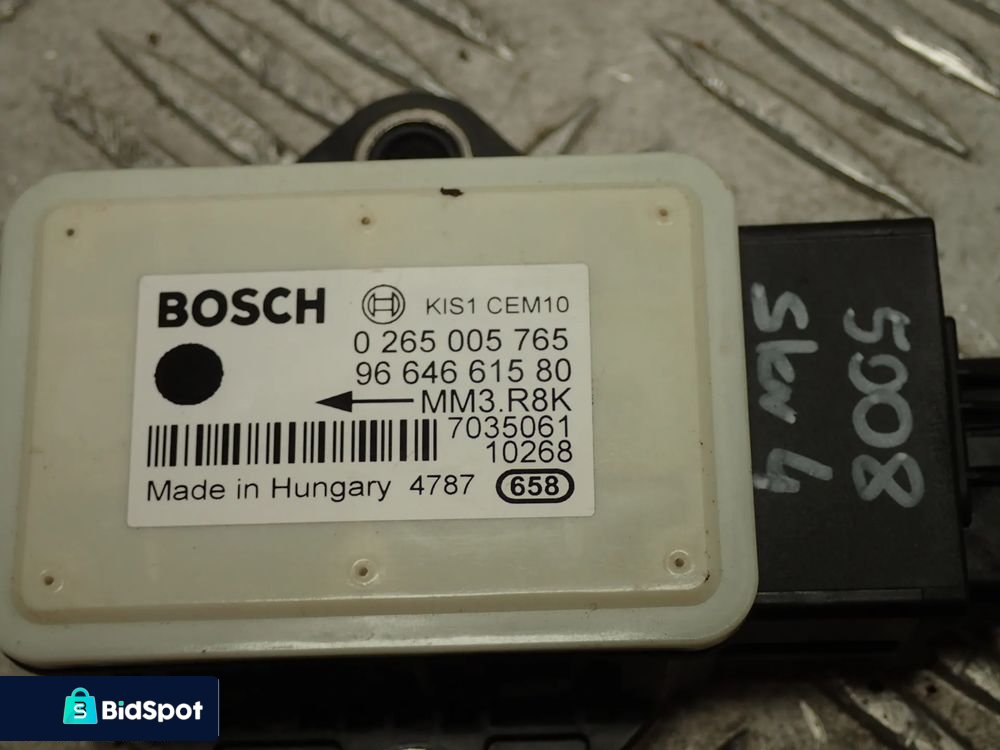 BOSCH
KIS1 CEM10
0 265 005 765
96 646 615 80
MM3.R8K
7035061
10268
Made in Hungary 4787 658
5008
BidSpot